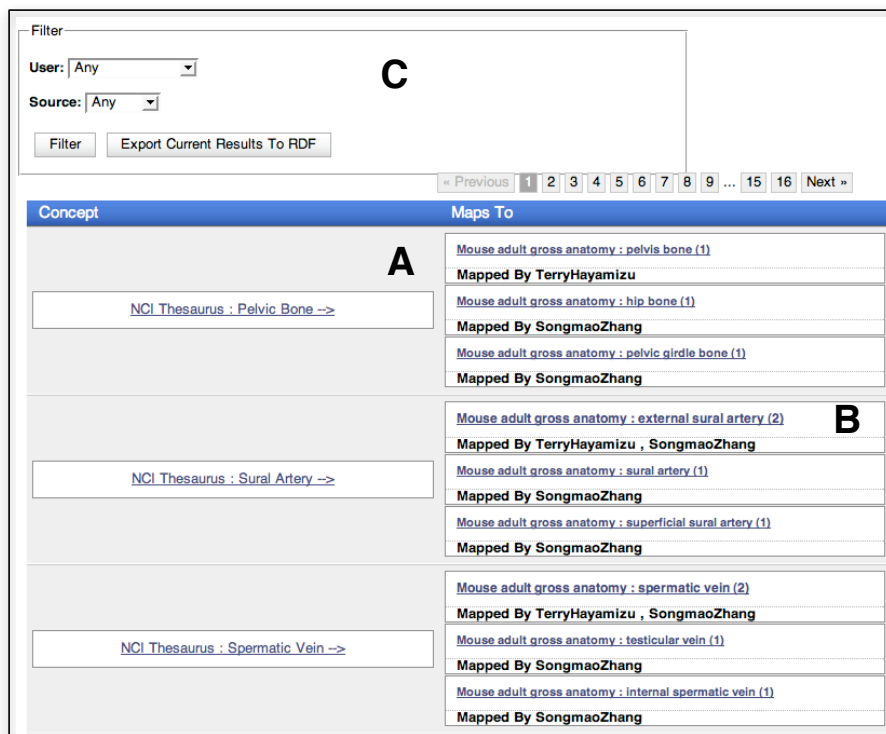 Filter
User: Any
C
Source: Any
Filter Export Current Results To RDF
« Previous 1 2 3 4 5 6 7 8 9 ... 15 16 Next »
Concept Maps To
A
NCI Thesaurus : Pelvic Bone -->
Mouse adult gross anatomy : pelvis bone (1)
Mapped By TerryHayamizu
Mouse adult gross anatomy : hip bone (1)
Mapped By SongmaoZhang
Mouse adult gross anatomy : pelvic girdle bone (1)
Mapped By SongmaoZhang
NCI Thesaurus : Sural Artery -->
Mouse adult gross anatomy : external sural artery (2)
B
Mapped By TerryHayamizu , SongmaoZhang
Mouse adult gross anatomy : sural artery (1)
Mapped By SongmaoZhang
Mouse adult gross anatomy : superficial sural artery (1)
Mapped By SongmaoZhang
NCI Thesaurus : Spermatic Vein -->
Mouse adult gross anatomy : spermatic vein (2)
Mapped By TerryHayamizu , SongmaoZhang
Mouse adult gross anatomy : testicular vein (1)
Mapped By SongmaoZhang
Mouse adult gross anatomy : internal spermatic vein (1)
Mapped By SongmaoZhang